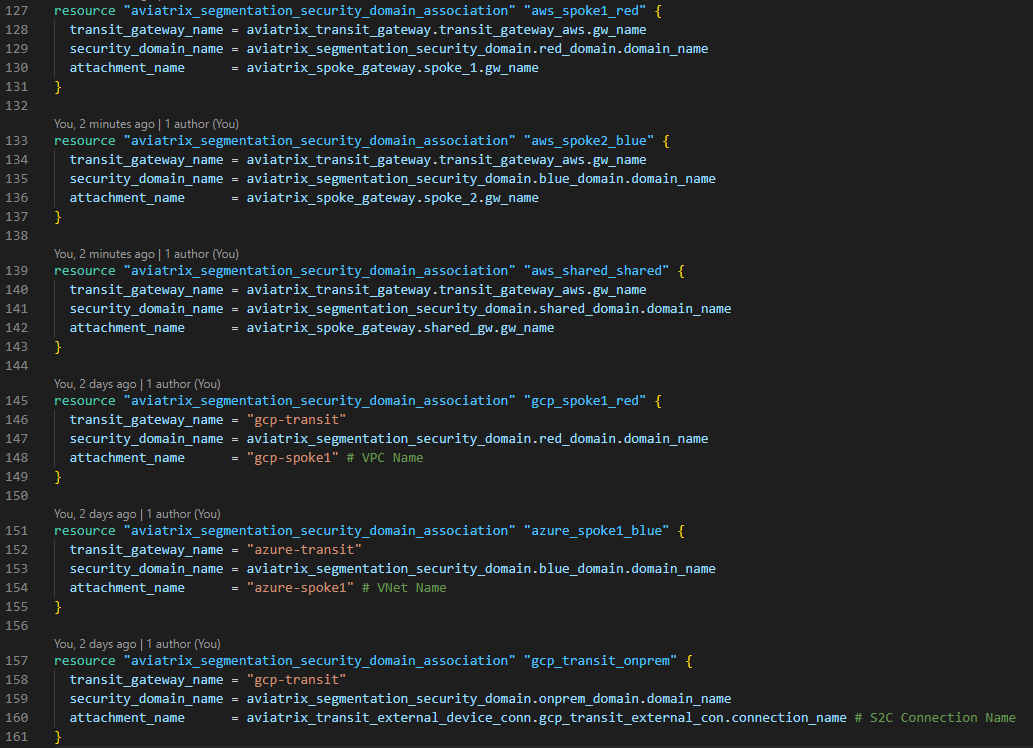 127 resource "aviatrix_segmentation_security_domain_association" "aws_spoke1_red" {
128 transit_gateway_name = aviatrix_transit_gateway.transit_gateway_aws.gw_name
129 security_domain_name = aviatrix_segmentation_security_domain.red_domain.domain_name
130 attachment_name = aviatrix_spoke_gateway.spoke_1.gw_name
131 }
132
You, 2 minutes ago | 1 author (You)
133 resource "aviatrix_segmentation_security_domain_association" "aws_spoke2_blue" {
134 transit_gateway_name = aviatrix_transit_gateway.transit_gateway_aws.gw_name
135 security_domain_name = aviatrix_segmentation_security_domain.blue_domain.domain_name
136 attachment_name = aviatrix_spoke_gateway.spoke_2.gw_name
137 }
138
You, 2 minutes ago | 1 author (You)
139 resource "aviatrix_segmentation_security_domain_association" "aws_shared_shared" {
140 transit_gateway_name = aviatrix_transit_gateway.transit_gateway_aws.gw_name
141 security_domain_name = aviatrix_segmentation_security_domain.shared_domain.domain_name
142 attachment_name = aviatrix_spoke_gateway.shared_gw.gw_name
143 }
144
You, 2 days ago | 1 author (You)
145 resource "aviatrix_segmentation_security_domain_association" "gcp_spoke1_red" {
146 transit_gateway_name = "gcp-transit"
147 security_domain_name = aviatrix_segmentation_security_domain.red_domain.domain_name
148 attachment_name = "gcp-spoke1" # VPC Name
149 }
150
You, 2 days ago | 1 author (You)
151 resource "aviatrix_segmentation_security_domain_association" "azure_spoke1_blue" {
152 transit_gateway_name = "azure-transit"
153 security_domain_name = aviatrix_segmentation_security_domain.blue_domain.domain_name
154 attachment_name = "azure-spoke1" # VNet Name
155 }
156
You, 2 days ago | 1 author (You)
157 resource "aviatrix_segmentation_security_domain_association" "gcp_transit_onprem" {
158 transit_gateway_name = "gcp-transit"
159 security_domain_name = aviatrix_segmentation_security_domain.onprem_domain.domain_name
160 attachment_name = aviatrix_transit_external_device_conn.gcp_transit_external_con.connection_name # S2C Connection Name
161 }